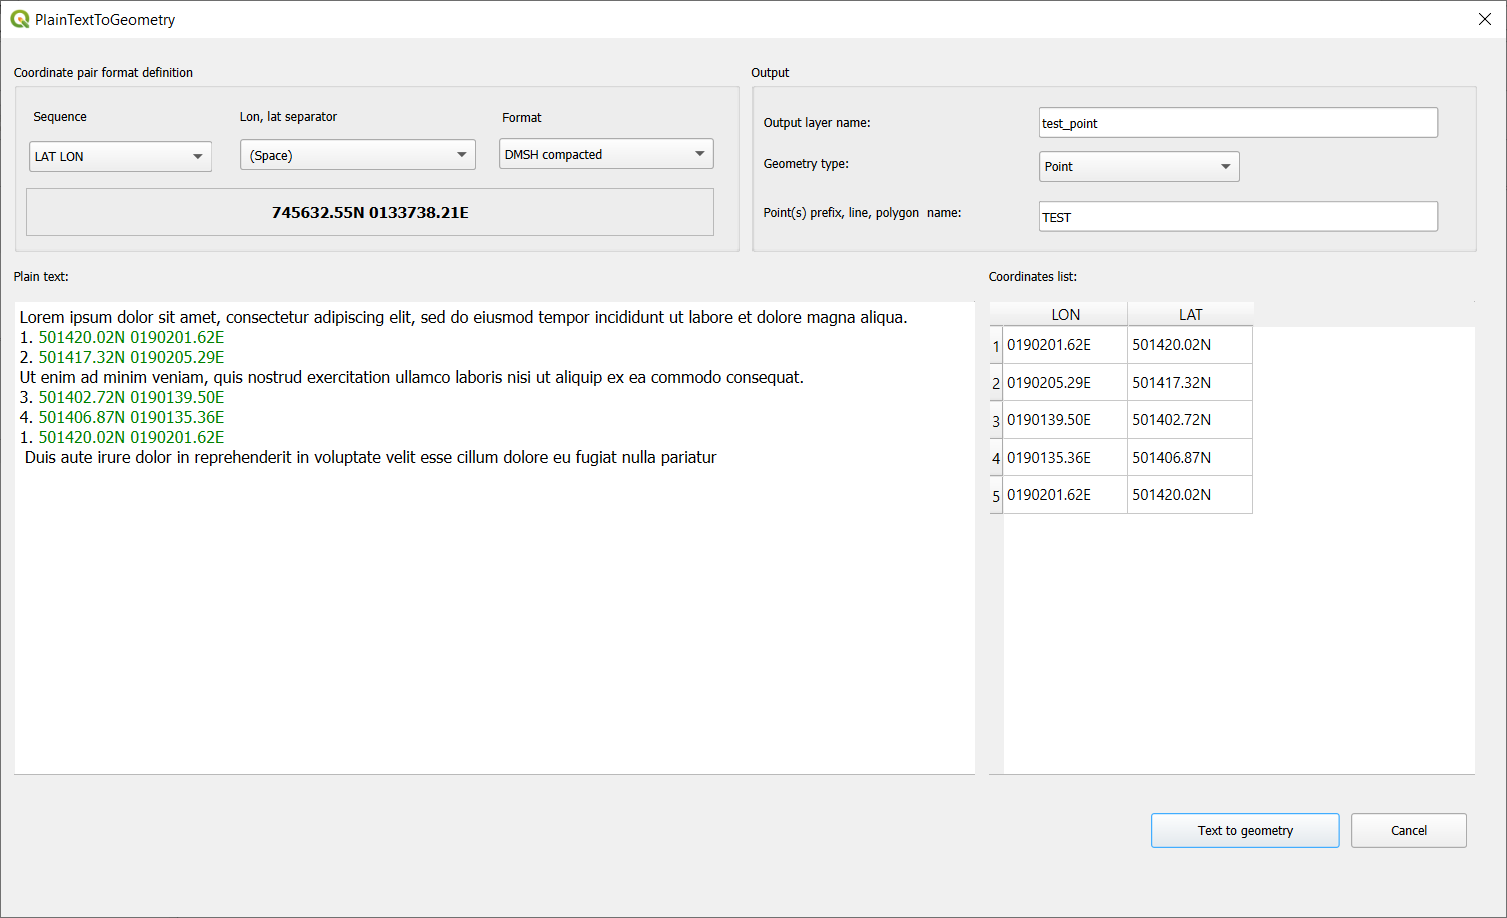 PlainTextToGeometry
Coordinate pair format definition
Sequence
Lon, lat separator
Format
LAT LON
(Space)
DMSH compacted
745632.55N 0133738.21E
Output
Output layer name:
test_point
Geometry type:
Point
Point(s) prefix, line, polygon  name:
TEST
Plain text:
Lorem ipsum dolor sit amet, consectetur adipiscing elit, sed do eiusmod tempor incididunt ut labore et dolore magna aliqua.
1. 501420.02N 0190201.62E
2. 501417.32N 0190205.29E
Ut enim ad minim veniam, quis nostrud exercitation ullamco laboris nisi ut aliquip ex ea commodo consequat.
3. 501402.72N 0190139.50E
4. 501406.87N 0190135.36E
1. 501420.02N 0190201.62E
Duis aute irure dolor in reprehenderit in voluptate velit esse cillum dolore eu fugiat nulla pariatur
Coordinates list:
LON LAT
1 0190201.62E 501420.02N
2 0190205.29E 501417.32N
3 0190139.50E 501402.72N
4 0190135.36E 501406.87N
5 0190201.62E 501420.02N
Text to geometry
Cancel